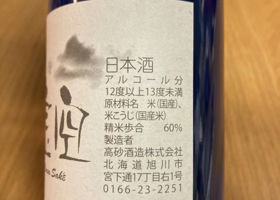 日本酒
アルコール分
12度以上13度未満
原材料名 米(国産)、
米こうじ(国産米)
精米歩合 60%
製造者
高砂酒造株式会社
北海道旭川市
宮下通17丁目右1号
0166-23-2251
Sake